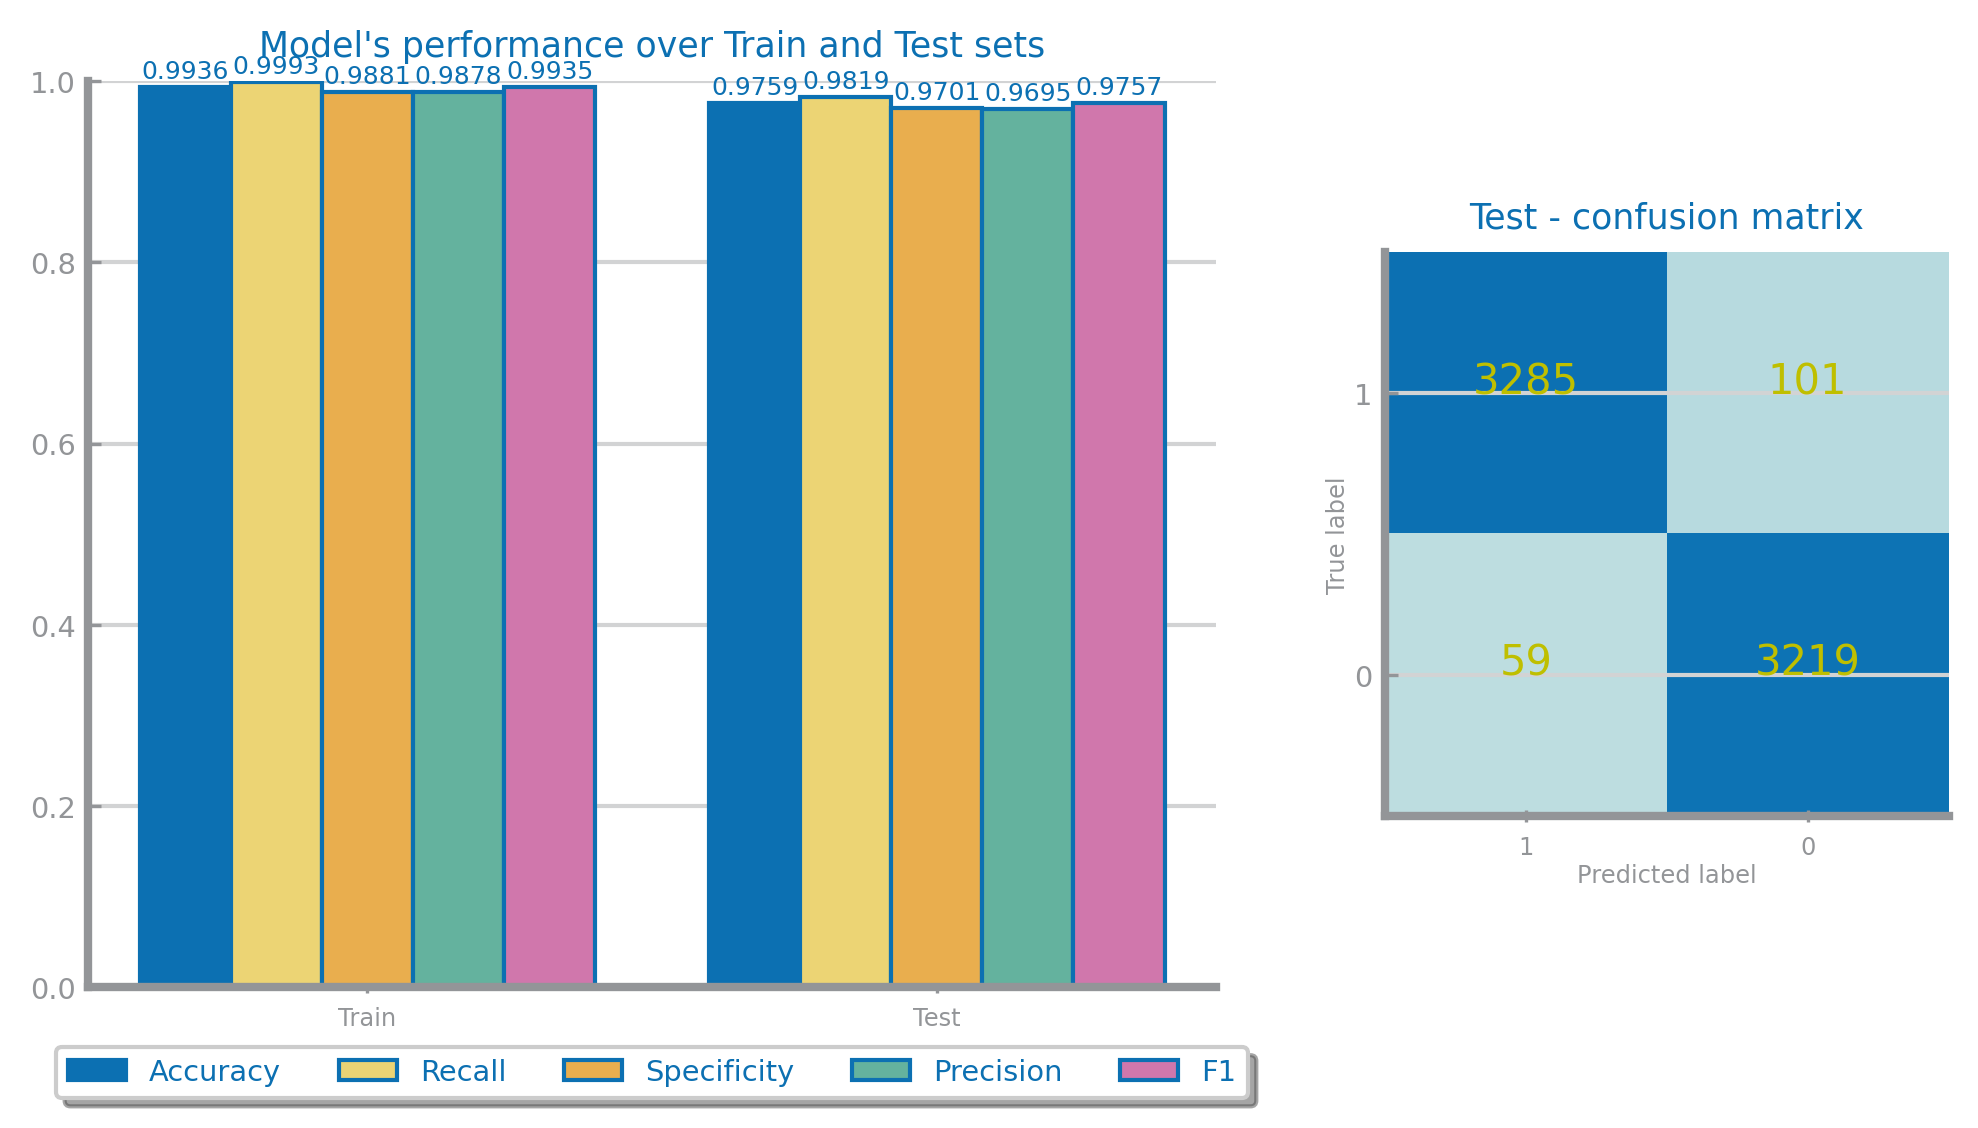 Model's performance over Train and Test sets
0.9936 0.9993 0.9881 0.9878 0.9935 0.9759 0.9819 0.9701 0.9695 0.9757
1.0
0.8
0.6
0.4
0.2
0.0
Train Test
Accuracy Recall Specificity Precision F1
Test - confusion matrix
3285 101
1
True label
59 3219
0
1 0
Predicted label